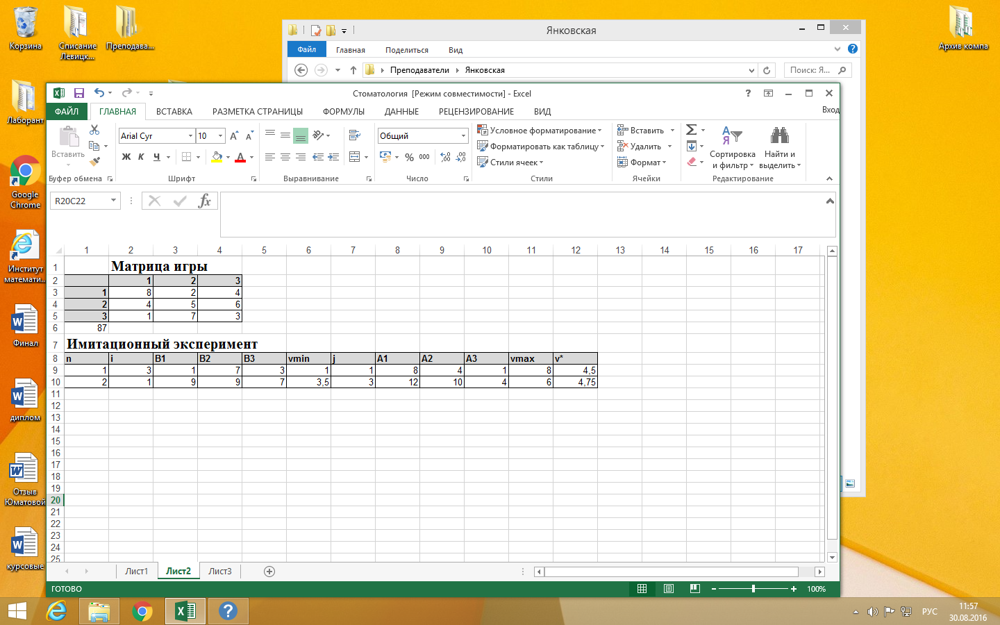 Корзина
Списание Левицк...
Преподава...
Архив компа
Лаборант
Google Chrome
Институт математи...
Финал
диплом
Отзыв Юматовой
курсовые
Янковская
Файл Главная Поделиться Вид
Преподаватели Янковская
Поиск: Я...
Стоматология [Режим совместимости] - Excel
ФАЙЛ ГЛАВНАЯ ВСТАВКА РАЗМЕТКА СТРАНИЦЫ ФОРМУЛЫ ДАННЫЕ РЕЦЕНЗИРОВАНИЕ ВИД Вход
Вставить
Буфер обмена
Arial Cyr 10
Ж К Ч
Шрифт
Выравнивание
Общий
% 000
Число
Условное форматирование
Форматировать как таблицу
Стили ячеек
Стили
Вставить
Удалить
Формат
Ячейки
Сортировка и фильтр
Найти и выделить
Редактирование
R20C22 fx
1 2 3 4 5 6 7 8 9 10 11 12 13 14 15 16 17
1 Матрица игры
2 1 2 3
3 1 8 2 4
4 2 4 5 6
5 3 1 7 3
6 87
7 Имитационный эксперимент
8 n i B1 B2 B3 vmin j A1 A2 A3 vmax v*
9 1 3 1 7 3 1 1 8 4 1 8 4,5
10 2 1 9 9 7 3,5 3 12 10 4 6 4,75
11
12
13
14
15
16
17
18
19
20
21
22
23
24
25
Лист1 Лист2 Лист3
ГОТОВО
100%
РУС
11:57
30.08.2016